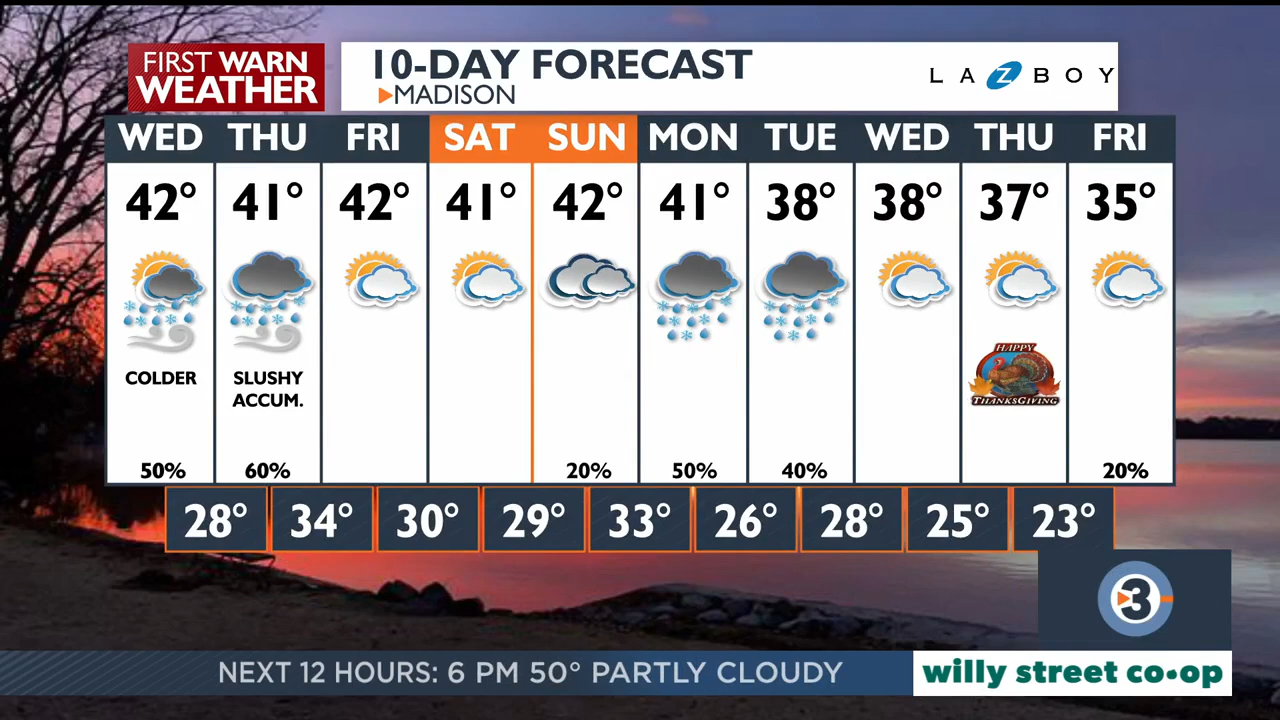 FIRST WARN
WEATHER
10-DAY FORECAST
MADISON
LAZBOY
WED THU FRI SAT SUN MON TUE WED THU FRI
42° 41° 42° 41° 42° 41° 38° 38° 37° 35°
HAPPY
THANKSGIVING
COLDER SLUSHY
ACCUM.
50% 60% 20% 50% 40% 20%
28° 34° 30° 29° 33° 26° 28° 25° 23°
3
NEXT 12 HOURS: 6 PM 50° PARTLY CLOUDY
willy street co•op